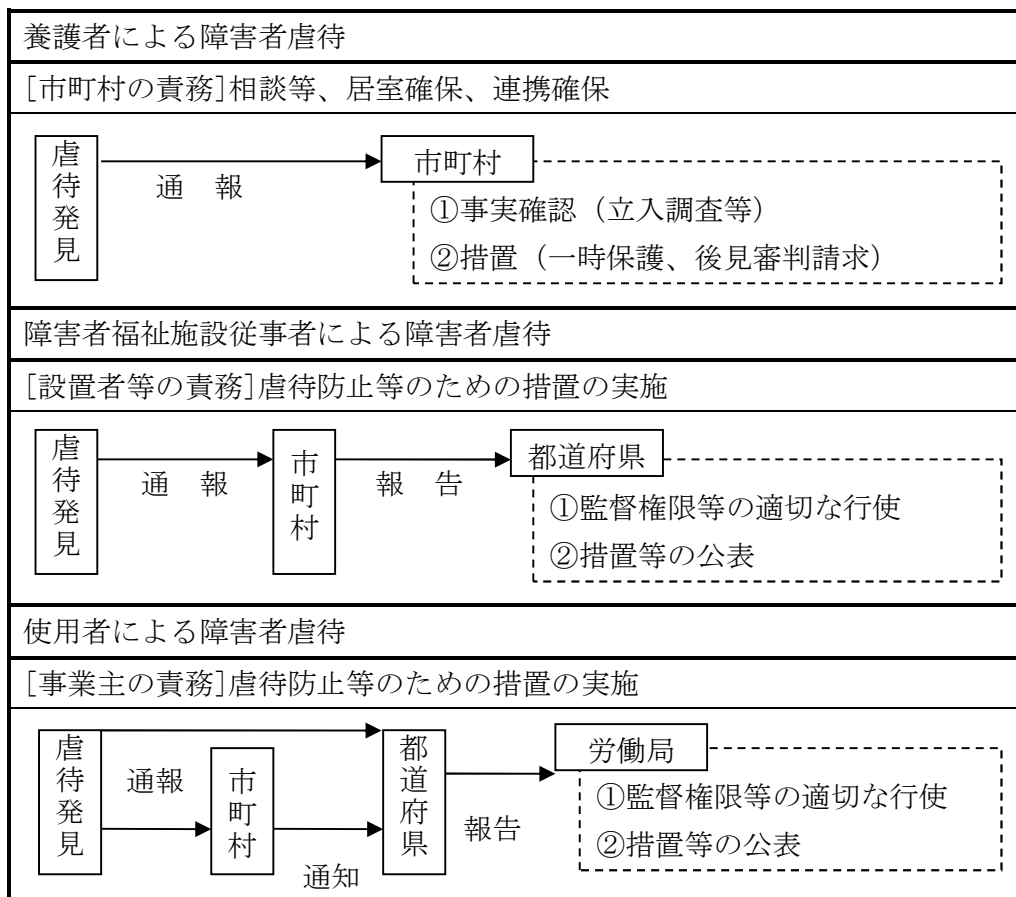 養護者による障害者虐待
[市町村の責務]相談等、居室確保、連携確保
虐待発見
通 報
市町村
①事実確認（立入調査等）
②措置（一時保護、後見審判請求）
障害者福祉施設従事者による障害者虐待
[設置者等の責務]虐待防止等のための措置の実施
虐待発見
通 報
市町村
報 告
都道府県
①監督権限等の適切な行使
②措置等の公表
使用者による障害者虐待
[事業主の責務]虐待防止等のための措置の実施
虐待発見
通報
市町村
通知
都道府県
報告
労働局
①監督権限等の適切な行使
②措置等の公表